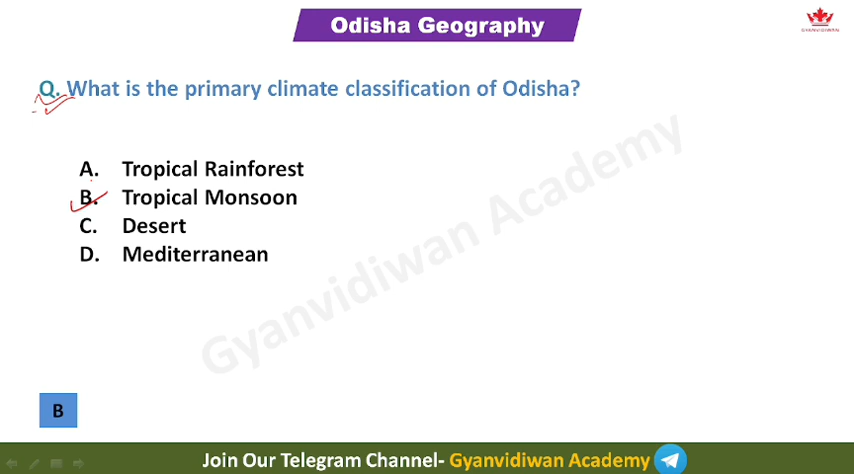 Odisha Geography
GYANVIDIWAN
Q. What is the primary climate classification of Odisha?
A. Tropical Rainforest
B. Tropical Monsoon
C. Desert
D. Mediterranean
Gyanvidiwan Academy
B
Join Our Telegram Channel- Gyanvidiwan Academy